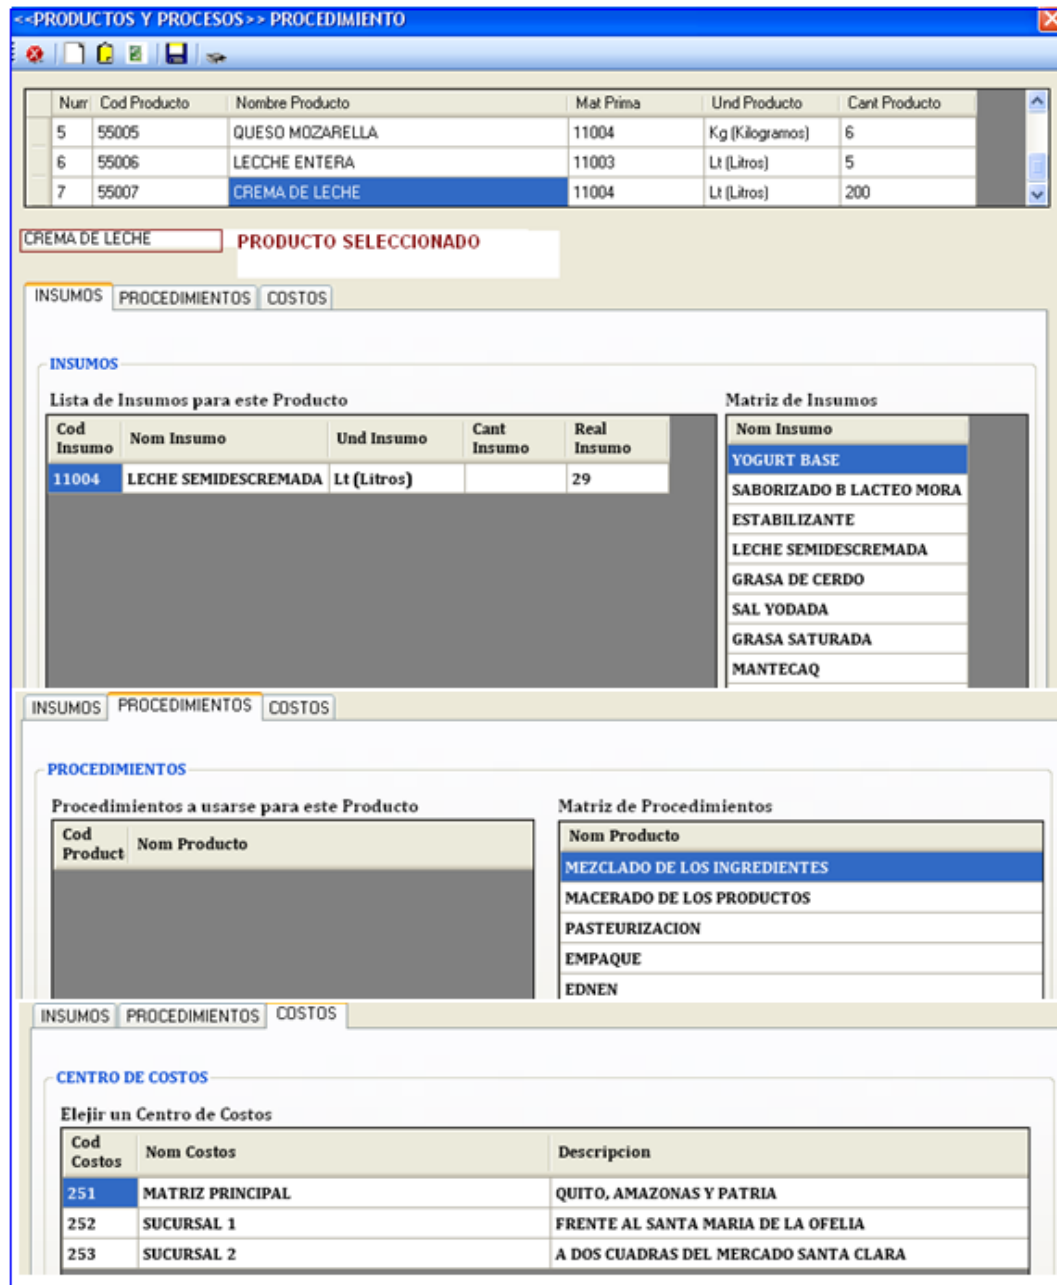 <<PRODUCTOS Y PROCESOS>> PROCEDIMIENTO
Num Cod Producto Nombre Producto Mat Prima Und Producto Cant Producto
5 55005 QUESO MOZARELLA 11004 Kg (Kilogramos) 6
6 55006 LECCHE ENTERA 11003 Lt (Litros) 5
7 55007 CREMA DE LECHE 11004 Lt (Litros) 200
CREMA DE LECHE PRODUCTO SELECCIONADO
INSUMOS PROCEDIMIENTOS COSTOS
INSUMOS
Lista de Insumos para este Producto Matriz de Insumos
Cod Insumo Nom Insumo Und Insumo Cant Insumo Real Insumo Nom Insumo
YOGURT BASE
11004 LECHE SEMIDESCREMADA Lt (Litros) 29
SABORIZADO B LACTEO MORA
ESTABILIZANTE
LECHE SEMIDESCREMADA
GRASA DE CERDO
SAL YODADA
GRASA SATURADA
MANTECAQ
INSUMOS PROCEDIMIENTOS COSTOS
PROCEDIMIENTOS
Procedimientos a usarse para este Producto Matriz de Procedimientos
Cod Product Nom Producto Nom Producto
MEZCLADO DE LOS INGREDIENTES
MACERADO DE LOS PRODUCTOS
PASTEURIZACION
EMPAQUE
EDNEN
INSUMOS PROCEDIMIENTOS COSTOS
CENTRO DE COSTOS
Elejir un Centro de Costos
Cod Costos Nom Costos Descripcion
251 MATRIZ PRINCIPAL QUITO, AMAZONAS Y PATRIA
252 SUCURSAL 1 FRENTE AL SANTA MARIA DE LA OFELIA
253 SUCURSAL 2 A DOS CUADRAS DEL MERCADO SANTA CLARA